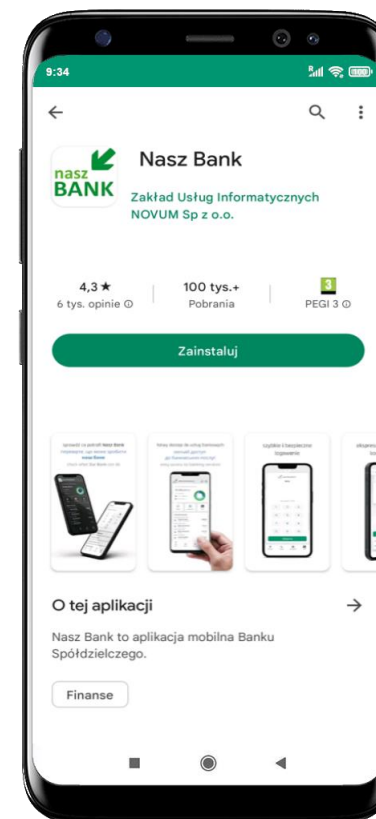 9:34
nasz
BANK
Nasz Bank
Zakład Usług Informatycznych
NOVUM Sp z o.o.
4,3 ★
6 tys. opinie
100 tys.+
Pobrania
3
PEGI 3
Zainstaluj
O tej aplikacji
Nasz Bank to aplikacja mobilna Banku
Spółdzielczego.
Finanse